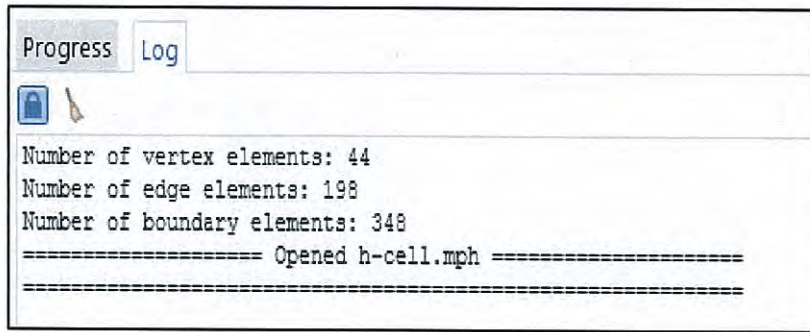 Progress Log
Number of vertex elements: 44
Number of edge elements: 198
Number of boundary elements: 348
==================== Opened h-cell.mph =====================
============================================================